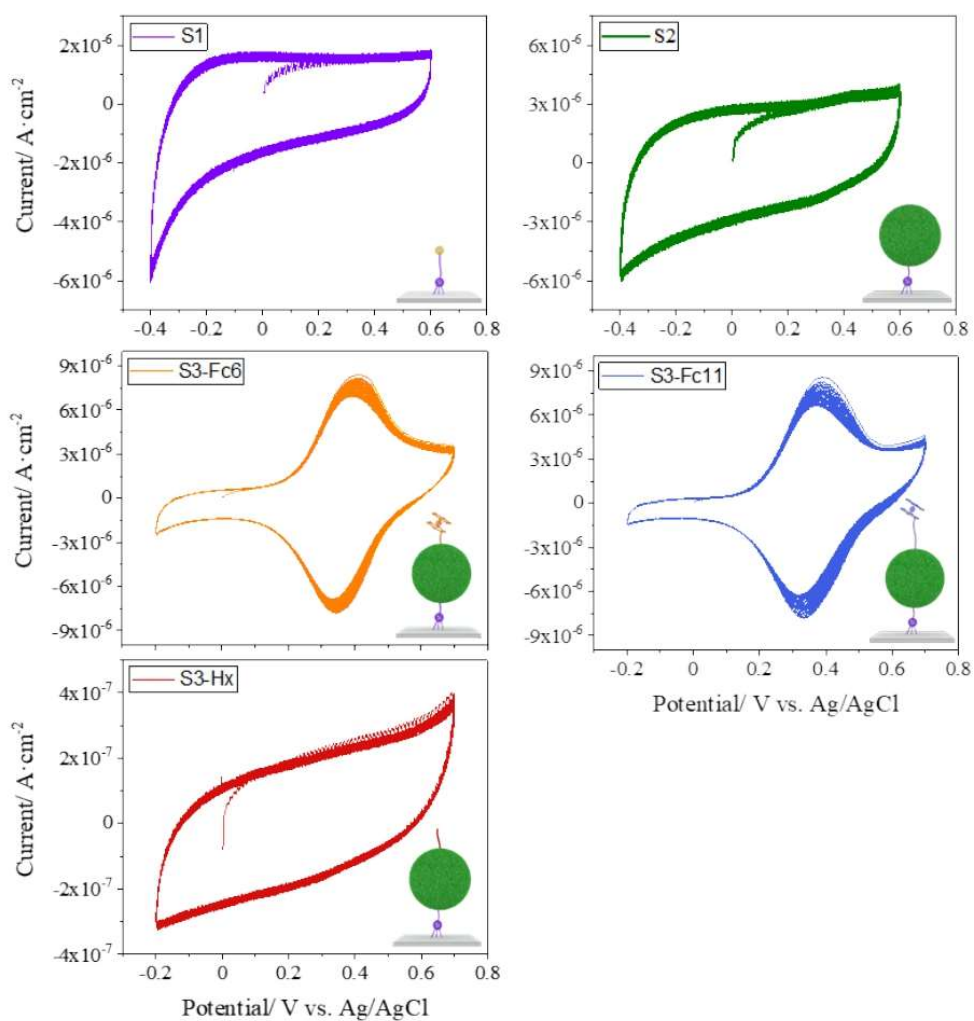 S1
Current/ A·cm⁻²
2x10⁻⁶
0
-2x10⁻⁶
-4x10⁻⁶
-6x10⁻⁶
-0.4 -0.2 0 0.2 0.4 0.6 0.8
S2
6x10⁻⁶
3x10⁻⁶
0
-3x10⁻⁶
-6x10⁻⁶
-0.4 -0.2 0 0.2 0.4 0.6 0.8
S3-Fc6
Current/ A·cm⁻²
9x10⁻⁶
6x10⁻⁶
3x10⁻⁶
0
-3x10⁻⁶
-6x10⁻⁶
-9x10⁻⁶
S3-Fc11
9x10⁻⁶
6x10⁻⁶
3x10⁻⁶
0
-3x10⁻⁶
-6x10⁻⁶
-9x10⁻⁶
-0.2 0 0.2 0.4 0.6 0.8
Potential/ V vs. Ag/AgCl
S3-Hx
Current/ A·cm⁻²
4x10⁻⁷
2x10⁻⁷
0
-2x10⁻⁷
-4x10⁻⁷
-0.2 0 0.2 0.4 0.6 0.8
Potential/ V vs. Ag/AgCl